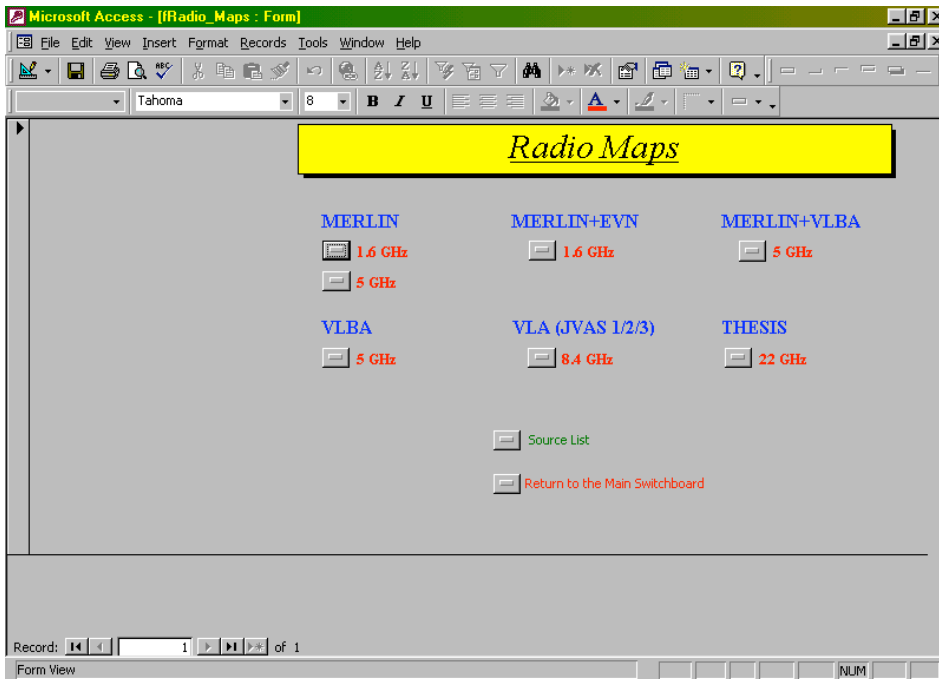 Microsoft Access - [fRadio_Maps : Form]
File Edit View Insert Format Records Tools Window Help
Tahoma 8 B I U A
Radio Maps
MERLIN MERLIN+EVN MERLIN+VLBA
1.6 GHz 1.6 GHz 5 GHz
5 GHz
VLBA VLA (JVAS 1/2/3) THESIS
5 GHz 8.4 GHz 22 GHz
Source List
Return to the Main Switchboard
Record: 1 of 1
Form View NUM